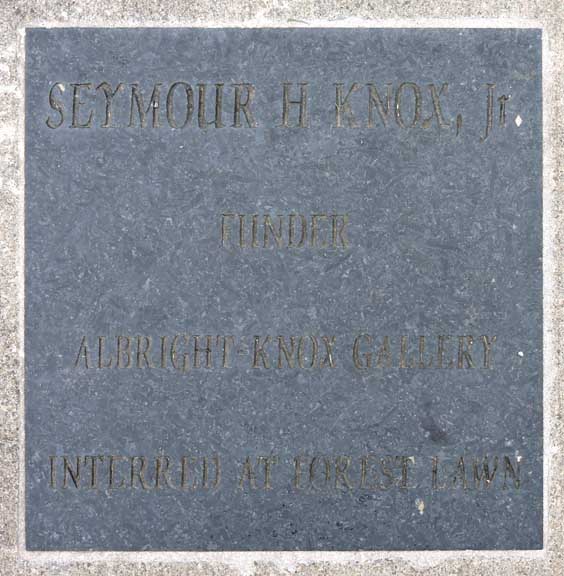 SEYMOUR H KNOX, Jr.
FUNDER
ALBRIGHT-KNOX GALLERY
INTERRED AT FOREST LAWN